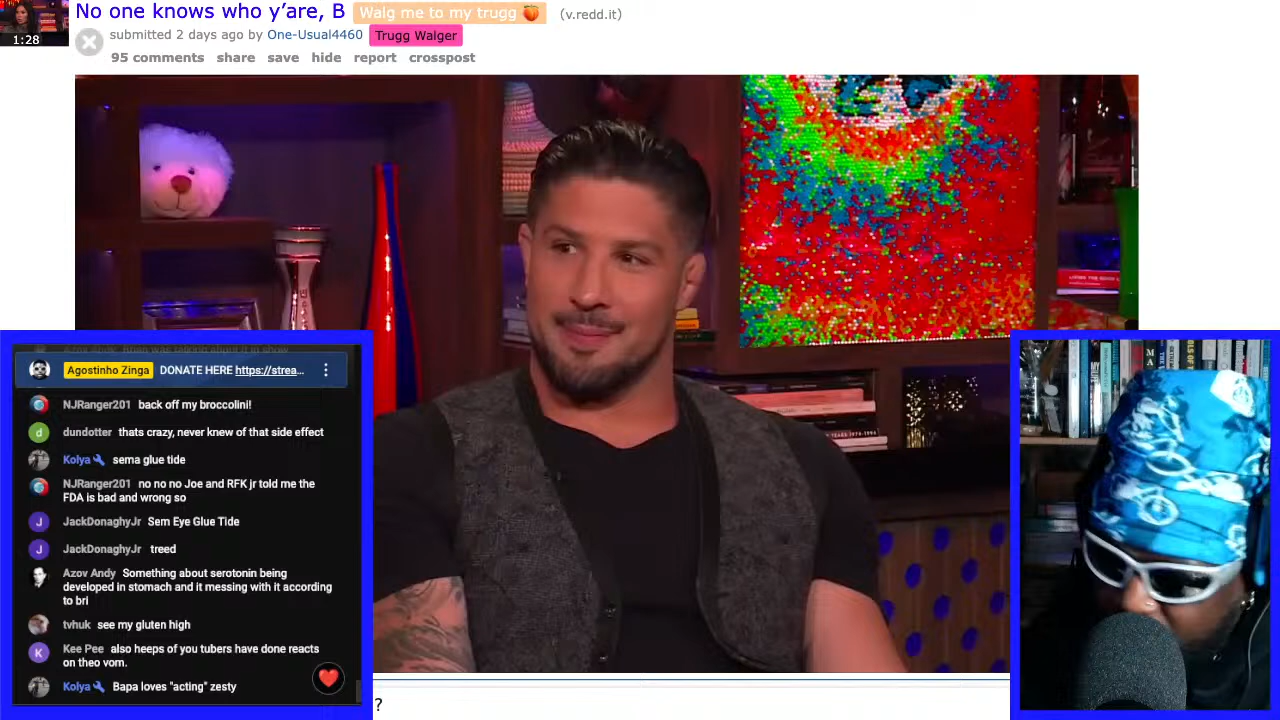 No one knows who y’are, B Walg me to my trugg 🍑 (v.redd.it)
1:28
submitted 2 days ago by One-Usual4460 Trugg Walger
95 comments share save hide report crosspost
Agostinho Zinga DONATE HERE https://strea...
NJRanger201 back off my broccolini!
dundotter thats crazy, never knew of that side effect
Kolya sema glue tide
NJRanger201 no no no Joe and RFK jr told me the
FDA is bad and wrong so
JackDonaghyJr Sem Eye Glue Tide
JackDonaghyJr treed
Azov Andy Something about serotonin being
developed in stomach and it messing with it according
to bri
tvhuk see my gluten high
Kee Pee also heeps of you tubers have done reacts
on theo vom.
Kolya Bapa loves "acting" zesty
?